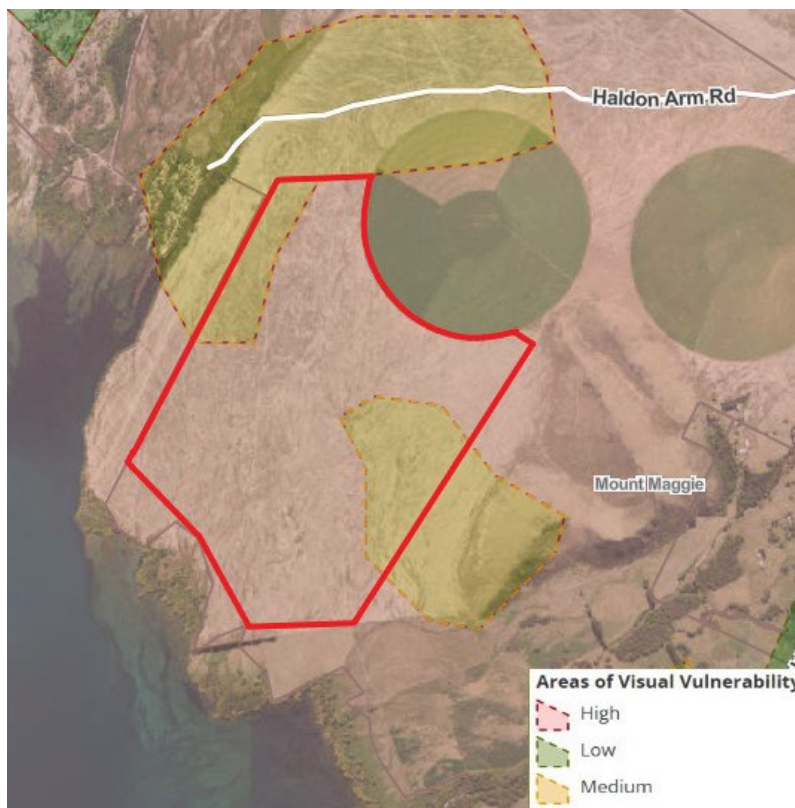 Haldon Arm Rd
Mount Maggie
Areas of Visual Vulnerability
High
Low
Medium